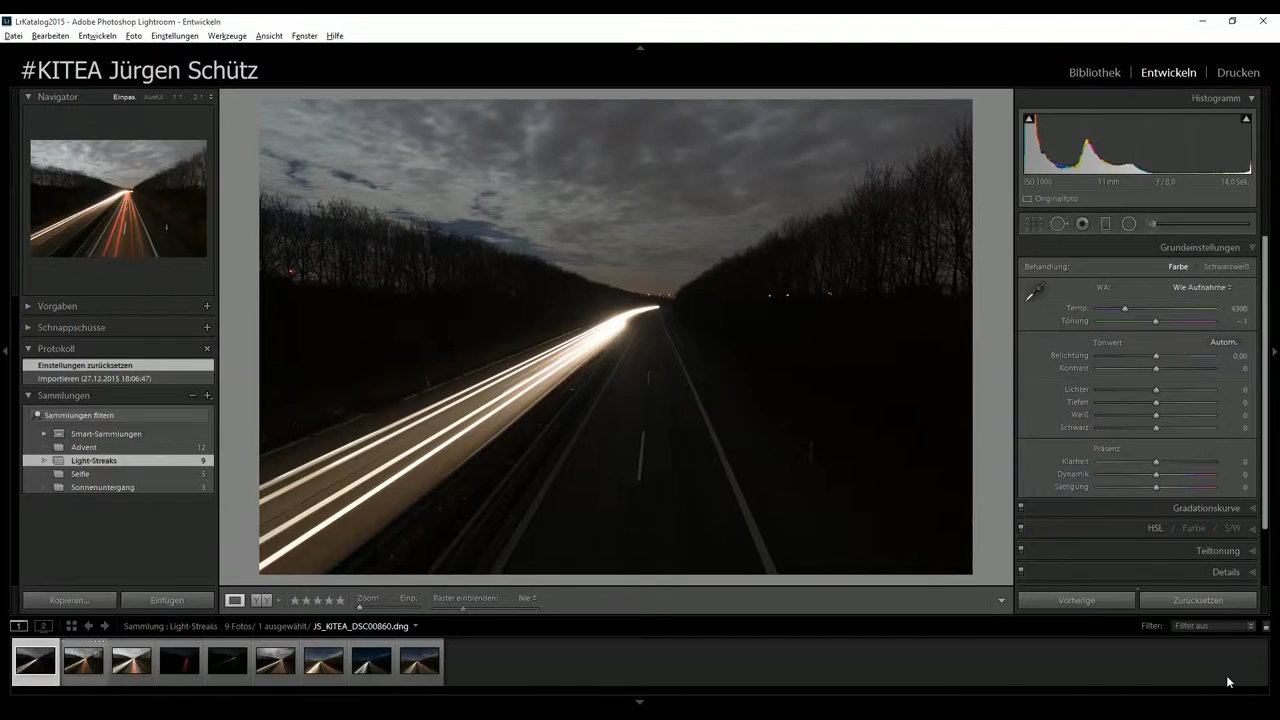 LrKatalog2015 - Adobe Photoshop Lightroom - Entwickeln
Datei Bearbeiten Entwickeln Foto Einstellungen Werkzeuge Ansicht Fenster Hilfe
#KITEA Jürgen Schütz
Bibliothek Entwickeln Drucken
Navigator Einpas. Ausfül. 1:1 2:1
Vorgaben
Schnappschüsse
Protokoll
Einstellungen zurücksetzen
Importieren (27.12.2015 18:06:47)
Sammlungen
Sammlungen filtern
Smart-Sammlungen
Advent 12
Light-Streaks 9
Selfie 5
Sonnenuntergang 3
Kopieren... Einfügen
Zoom Einp. Raster einblenden: Nie
Histogramm
ISO 1000 11 mm ƒ / 8,0 14,0 Sek.
Originalfoto
Grundeinstellungen
Behandlung: Farbe Schwarzweiß
WA: Wie Aufnahme
Temp. 4300
Tönung – 1
Tonwert Autom.
Belichtung 0,00
Kontrast 0
Lichter 0
Tiefen 0
Weiß 0
Schwarz 0
Präsenz
Klarheit 0
Dynamik 0
Sättigung 0
Gradationskurve
HSL / Farbe / S/W
Teiltonung
Details
Vorherige Zurücksetzen
1 2 Sammlung : Light-Streaks 9 Fotos/ 1 ausgewählt/ JS_KITEA_DSC00860.dng Filter: Filter aus